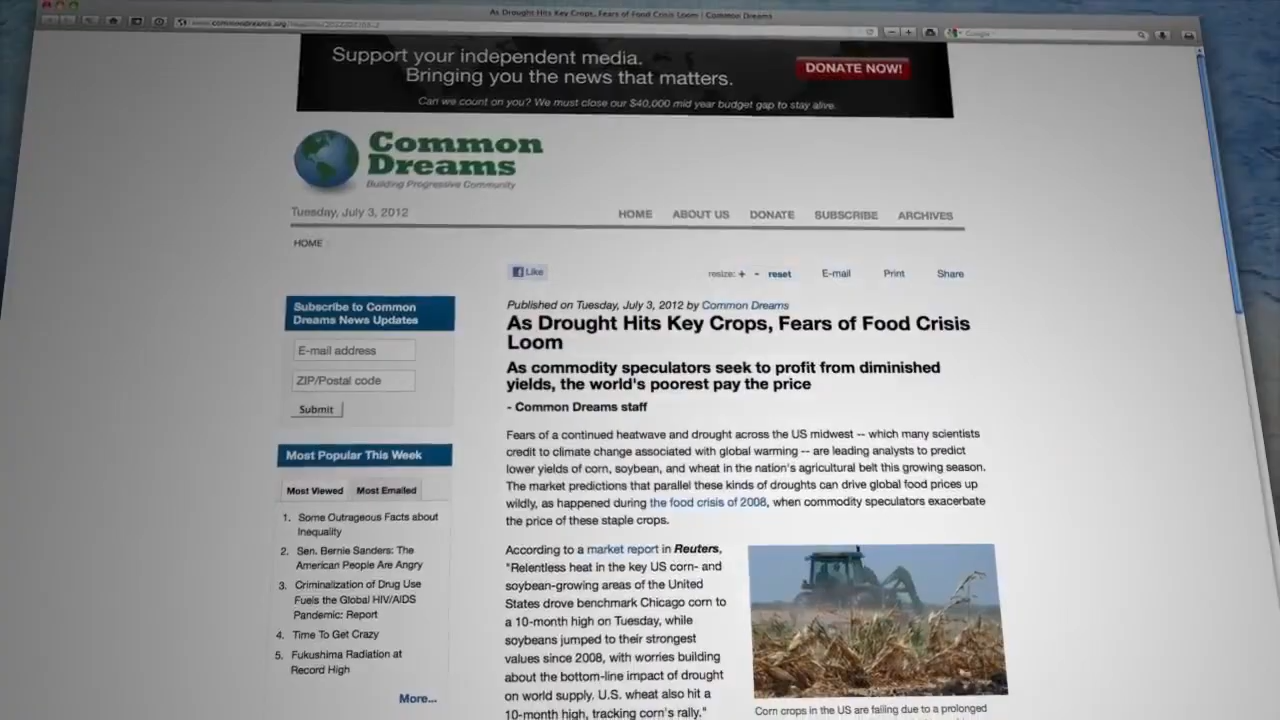 As Drought Hits Key Crops, Fears of Food Crisis Loom | Common Dreams
Google
Support your independent media.
Bringing you the news that matters.
DONATE NOW!
Can we count on you? We must close our $40,000 mid year budget gap to stay alive.
Common
Dreams
Building Progressive Community
Tuesday, July 3, 2012
HOME ABOUT US DONATE SUBSCRIBE ARCHIVES
HOME
Like
resize: + - reset E-mail Print Share
Subscribe to Common
Dreams News Updates
E-mail address
ZIP/Postal code
Submit
Most Popular This Week
Most Viewed Most Emailed
1. Some Outrageous Facts about
Inequality
2. Sen. Bernie Sanders: The
American People Are Angry
3. Criminalization of Drug Use
Fuels the Global HIV/AIDS
Pandemic: Report
4. Time To Get Crazy
5. Fukushima Radiation at
Record High
More...
Published on Tuesday, July 3, 2012 by Common Dreams
As Drought Hits Key Crops, Fears of Food Crisis
Loom
As commodity speculators seek to profit from diminished
yields, the world's poorest pay the price
- Common Dreams staff
Fears of a continued heatwave and drought across the US midwest -- which many scientists
credit to climate change associated with global warming -- are leading analysts to predict
lower yields of corn, soybean, and wheat in the nation's agricultural belt this growing season.
The market predictions that parallel these kinds of droughts can drive global food prices up
wildly, as happened during the food crisis of 2008, when commodity speculators exacerbate
the price of these staple crops.
According to a market report in Reuters,
"Relentless heat in the key US corn- and
soybean-growing areas of the United
States drove benchmark Chicago corn to
a 10-month high on Tuesday, while
soybeans jumped to their strongest
values since 2008, with worries building
about the bottom-line impact of drought
on world supply. U.S. wheat also hit a
10-month high, tracking corn's rally."
Corn crops in the US are failing due to a prolonged